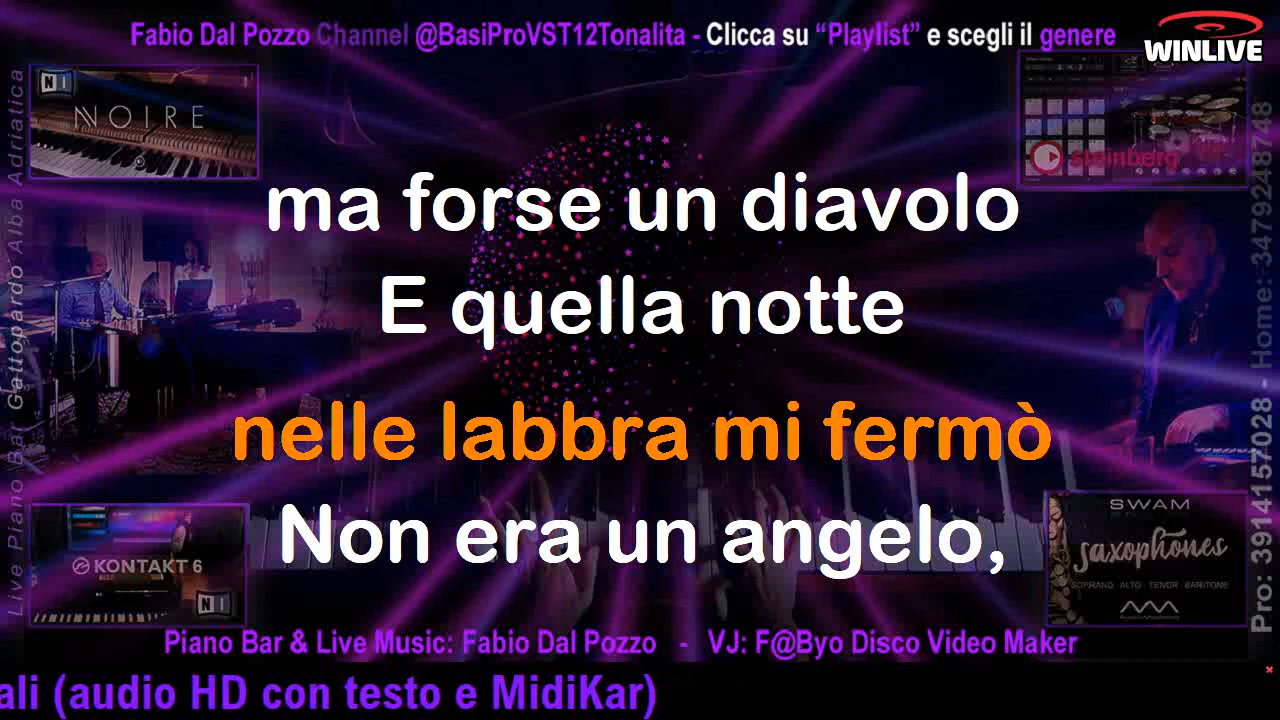 Fabio Dal Pozzo Channel @BasiProVST12Tonalita - Clicca su “Playlist” e scegli il genere
WINLIVE
NI
NOIRE
steinberg
Live Piano Bar Gattopardo Alba Adriatica
ma forse un diavolo
E quella notte
nelle labbra mi fermò
Non era un angelo,
KONTAKT 6
NI
SWAM
saxophones
SOPRANO - ALTO - TENOR - BARITONE
Pro: 3914157028 - Home: 3479248748
Piano Bar & Live Music: Fabio Dal Pozzo - VJ: F@Byo Disco Video Maker
ali (audio HD con testo e MidiKar)